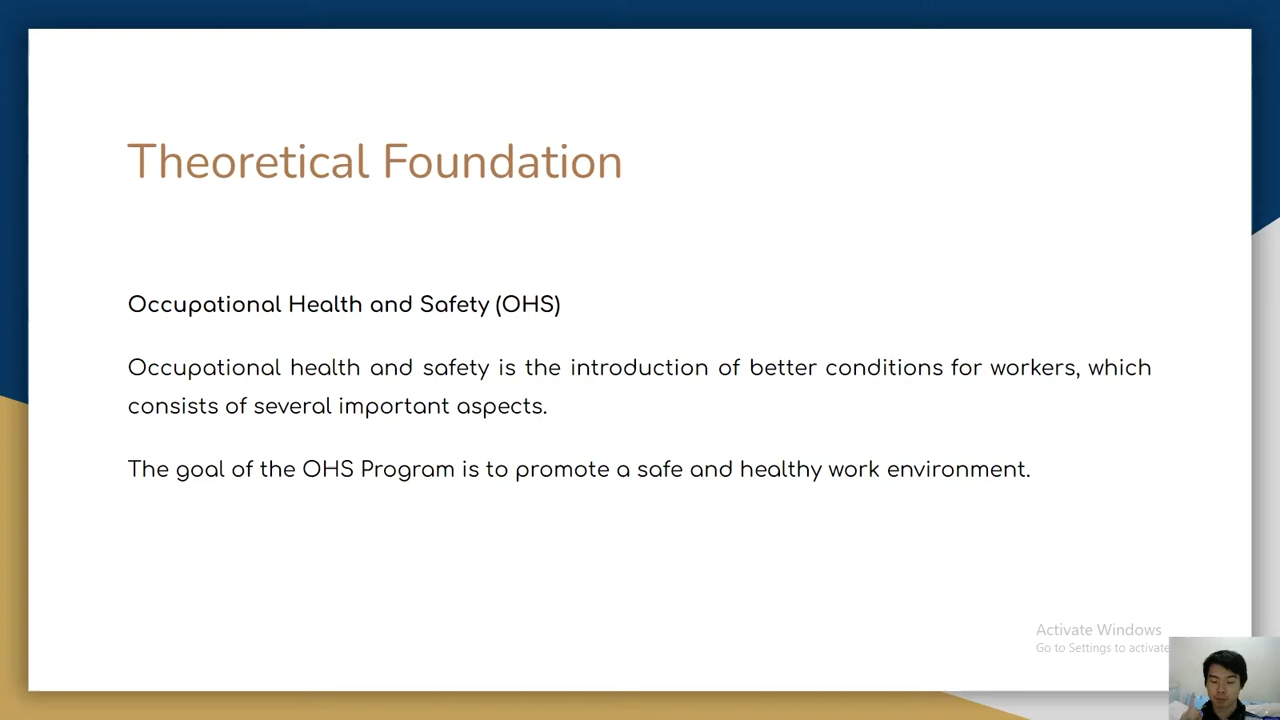 Theoretical Foundation
Occupational Health and Safety (OHS)
Occupational health and safety is the introduction of better conditions for workers, which
consists of several important aspects.
The goal of the OHS Program is to promote a safe and healthy work environment.
Activate Windows
Go to Settings to activate